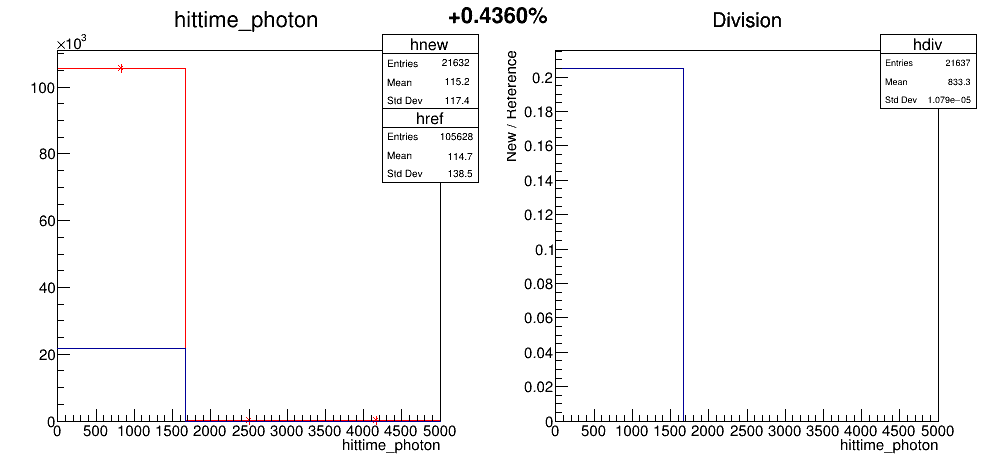 +0.4360%
hittime_photon
×10³
hnew
Entries 21632
Mean 115.2
Std Dev 117.4
href
Entries 105628
Mean 114.7
Std Dev 138.5
100
80
60
40
20
0
0 500 1000 1500 2000 2500 3000 3500 4000 4500 5000
hittime_photon
Division
hdiv
Entries 21637
Mean 833.3
Std Dev 1.079e−05
New / Reference
0.2
0.18
0.16
0.14
0.12
0.1
0.08
0.06
0.04
0.02
0
0 500 1000 1500 2000 2500 3000 3500 4000 4500 5000
hittime_photon